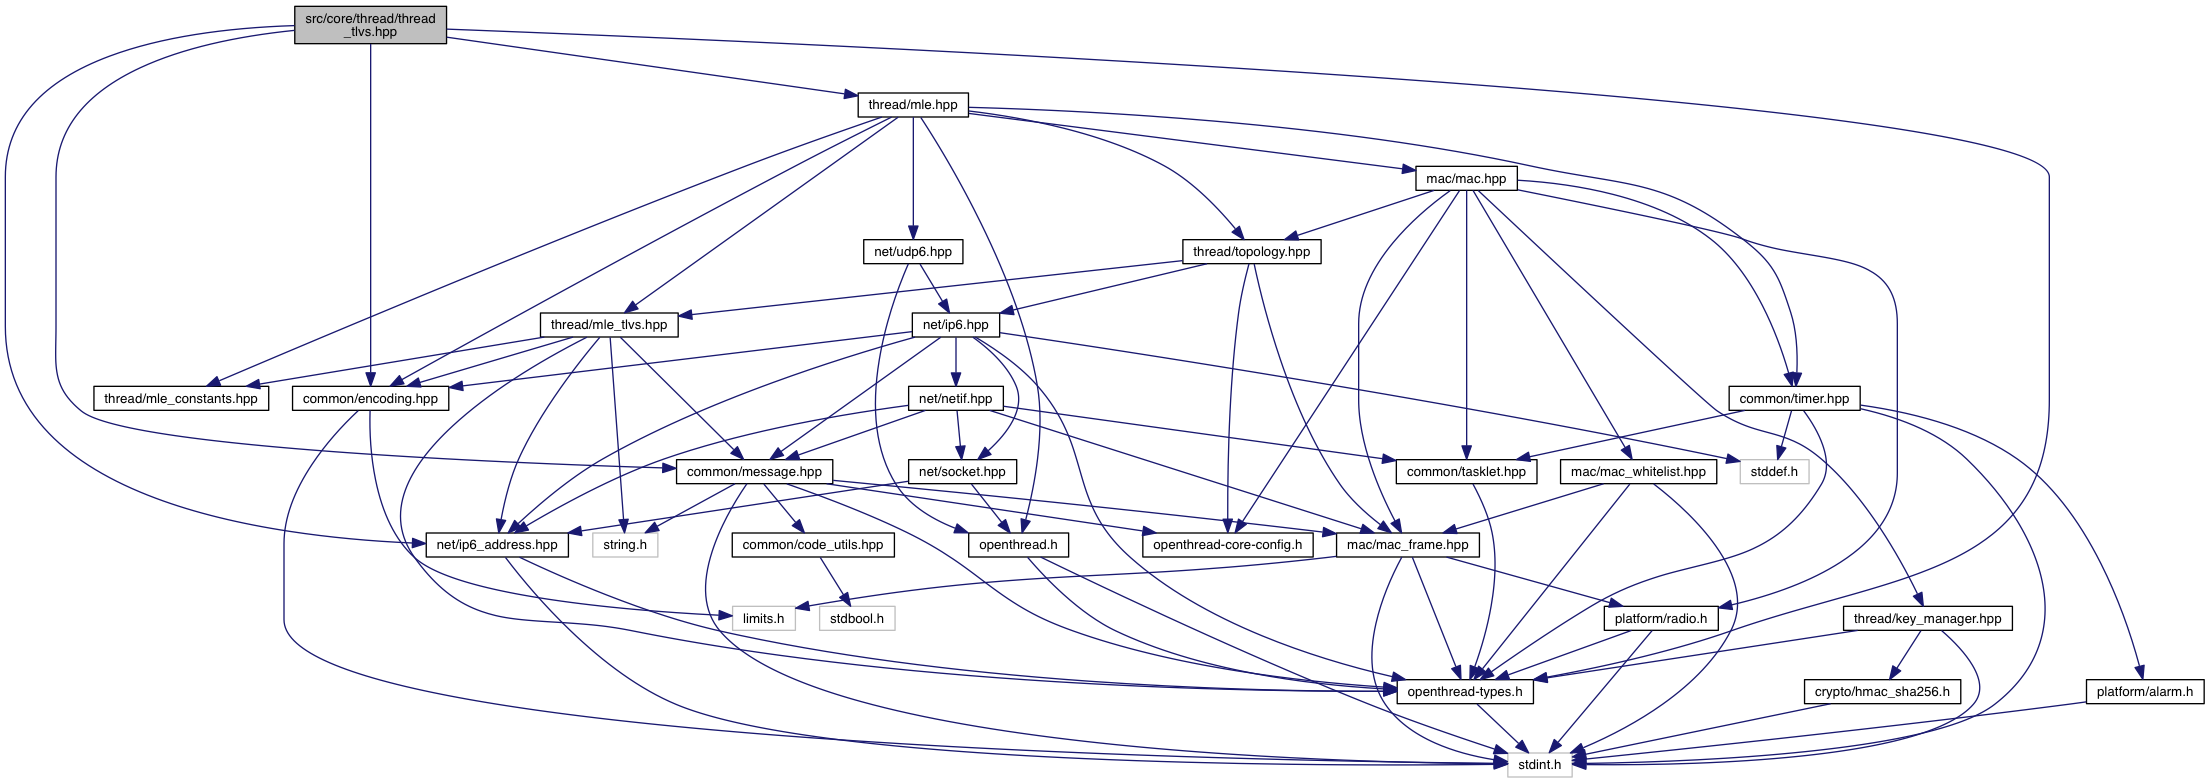 src/core/thread/thread
_tlvs.hpp
thread/mle.hpp
mac/mac.hpp
net/udp6.hpp
thread/topology.hpp
thread/mle_tlvs.hpp
net/ip6.hpp
thread/mle_constants.hpp
common/encoding.hpp
net/netif.hpp
common/timer.hpp
common/message.hpp
net/socket.hpp
common/tasklet.hpp
mac/mac_whitelist.hpp
stddef.h
net/ip6_address.hpp
string.h
common/code_utils.hpp
openthread.h
openthread-core-config.h
mac/mac_frame.hpp
limits.h
stdbool.h
platform/radio.h
thread/key_manager.hpp
openthread-types.h
crypto/hmac_sha256.h
platform/alarm.h
stdint.h